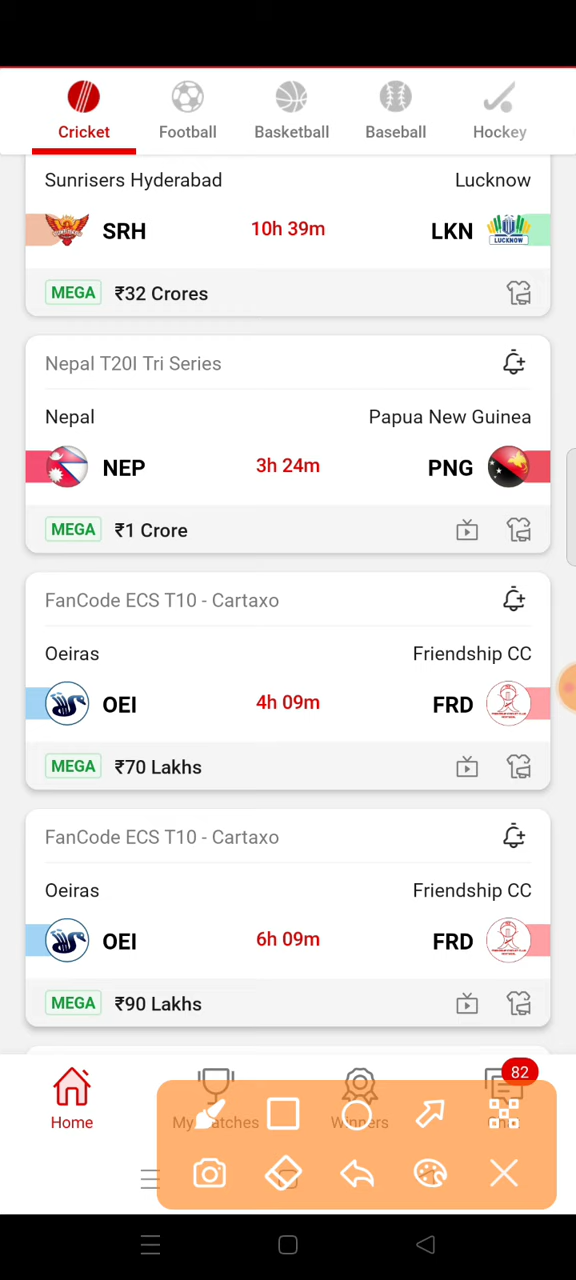 Cricket Football Basketball Baseball Hockey
Sunrisers Hyderabad Lucknow
SRH 10h 39m LKN
LUCKNOW
MEGA ₹32 Crores
Nepal T20I Tri Series
Nepal Papua New Guinea
NEP 3h 24m PNG
MEGA ₹1 Crore
FanCode ECS T10 - Cartaxo
Oeiras Friendship CC
OEI 4h 09m FRD
MEGA ₹70 Lakhs
FanCode ECS T10 - Cartaxo
Oeiras Friendship CC
OEI 6h 09m FRD
MEGA ₹90 Lakhs
82
Home My Matches Winners